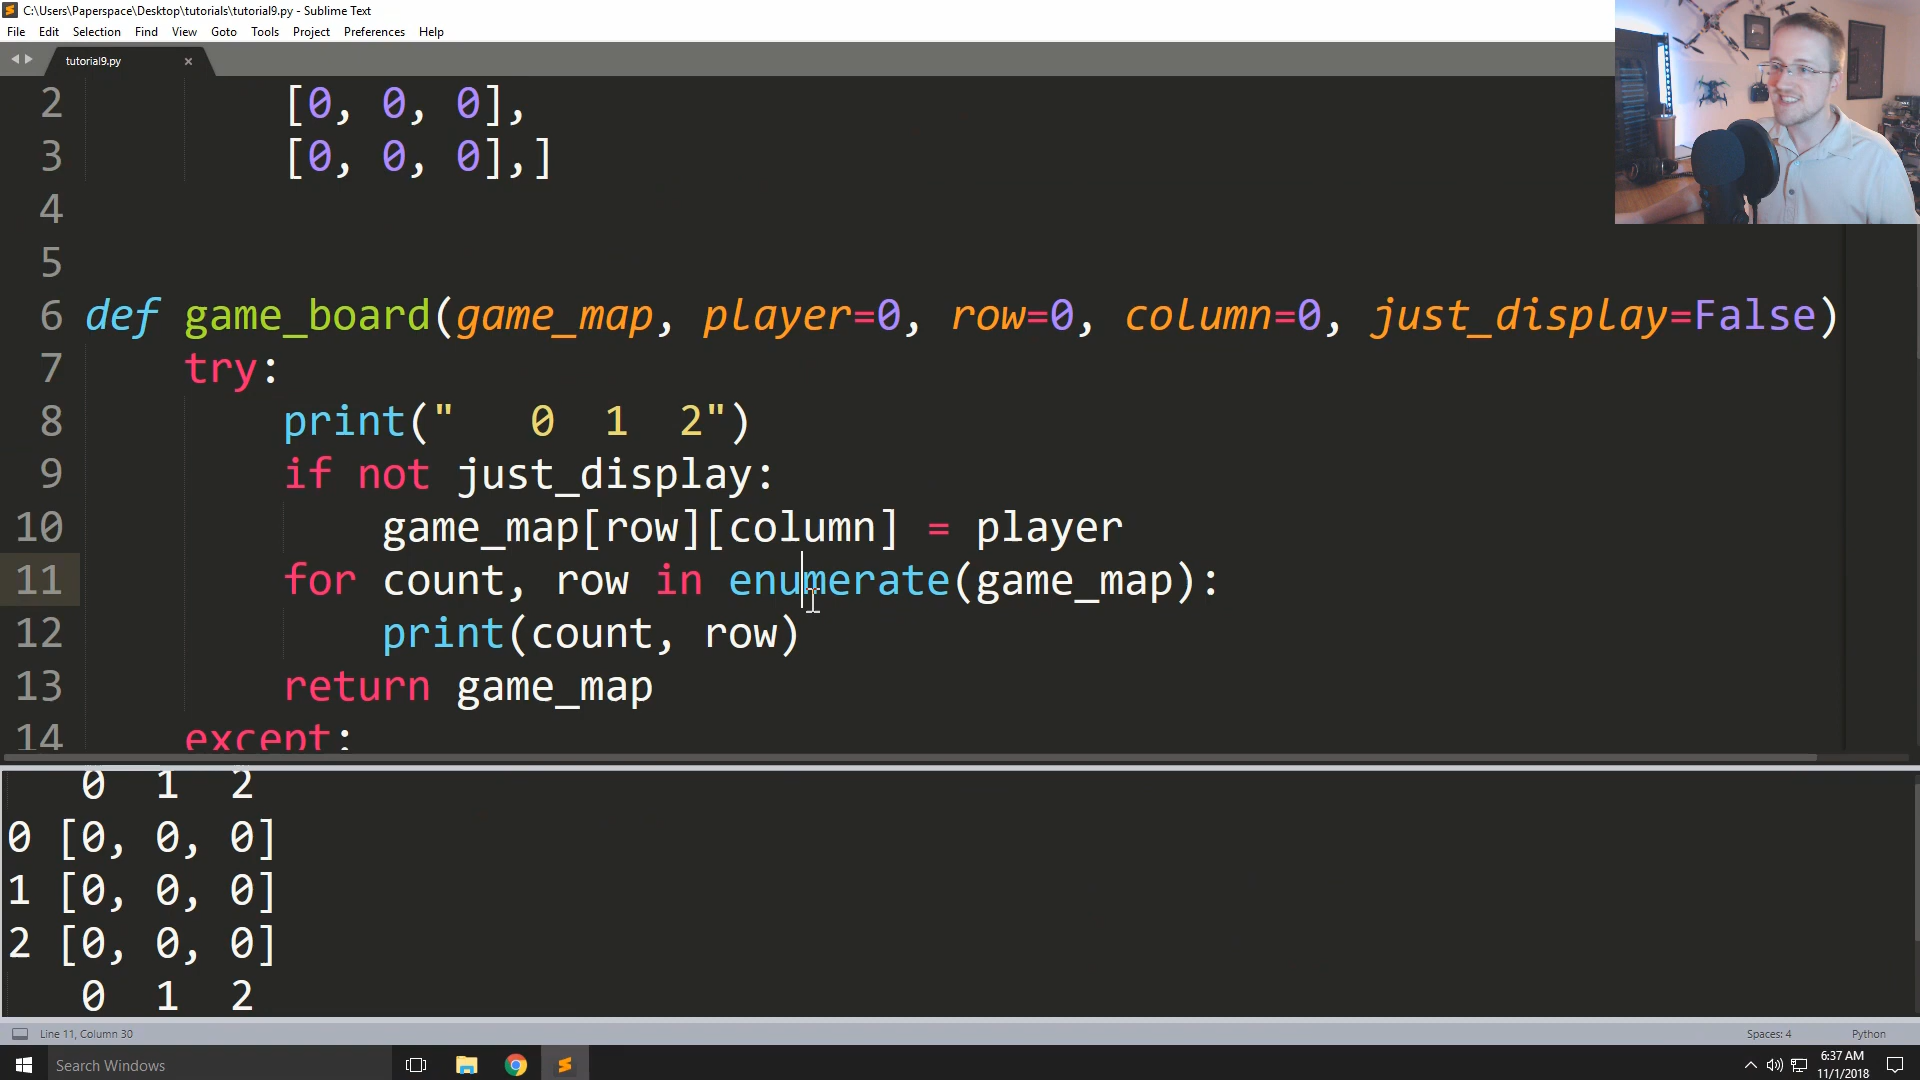 C:\Users\Paperspace\Desktop\tutorials\tutorial9.py - Sublime Text
File Edit Selection Find View Goto Tools Project Preferences Help
tutorial9.py
2 [0, 0, 0],
3 [0, 0, 0],]
4
5
6 def game_board(game_map, player=0, row=0, column=0, just_display=False)
7 try:
8 print("   0  1  2")
9 if not just_display:
10 game_map[row][column] = player
11 for count, row in enumerate(game_map):
12 print(count, row)
13 return game_map
14 except:
0 1 2
0 [0, 0, 0]
1 [0, 0, 0]
2 [0, 0, 0]
0 1 2
Line 11, Column 30 Spaces: 4 Python
Search Windows
6:37 AM
11/1/2018